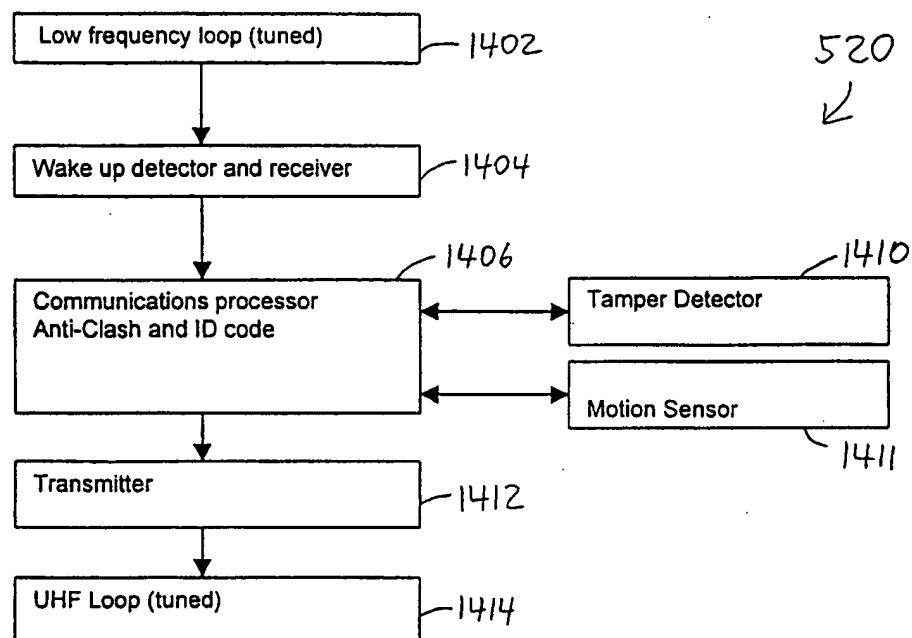 Low frequency loop (tuned)
1402
520
Wake up detector and receiver
1404
1406
1410
Communications processor
Anti-Clash and ID code
Tamper Detector
Motion Sensor
1411
Transmitter
1412
UHF Loop (tuned)
1414